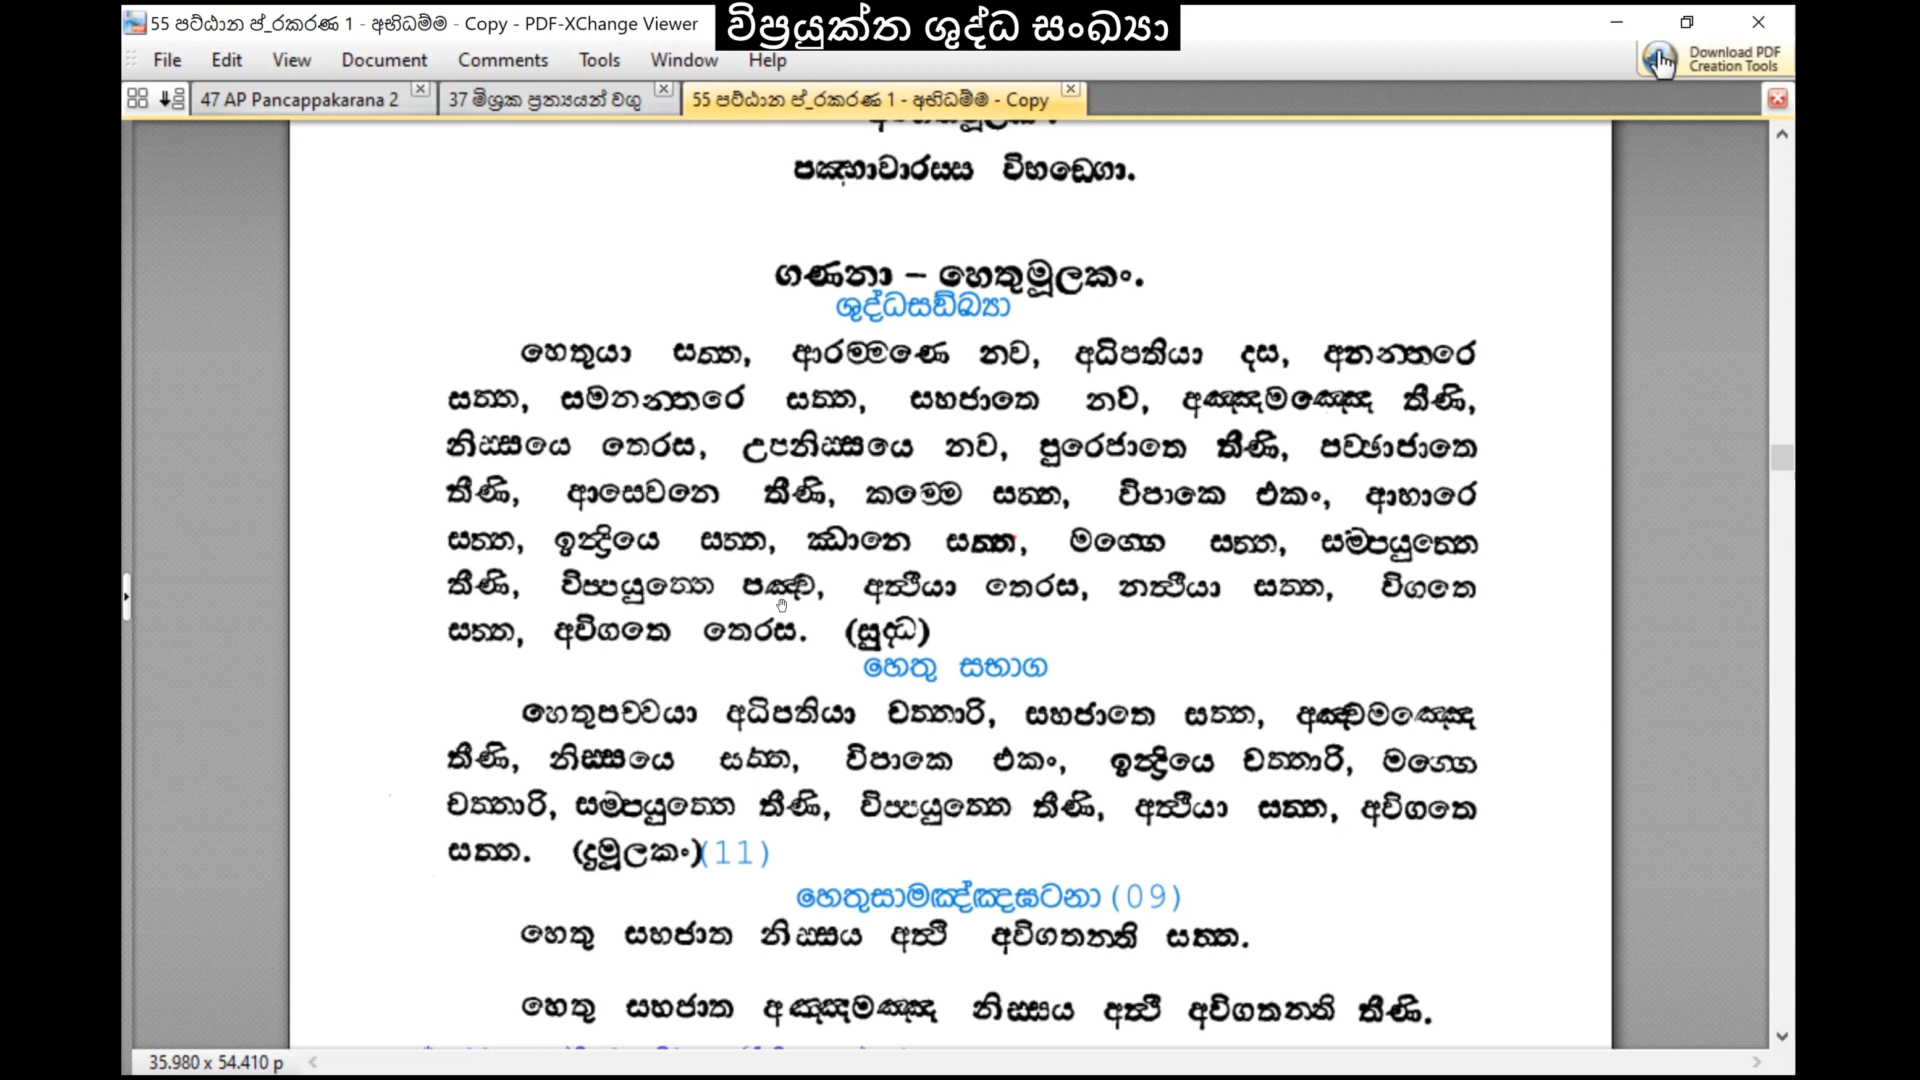 55 පට්ඨාන ප්_රකරණ 1 - අභිධම්ම - Copy - PDF-XChange Viewer
විප්‍රයුක්ත ශුද්ධ සංඛ්‍යා
File Edit View Document Comments Tools Window Help
Download PDF
Creation Tools
47 AP Pancappakarana 2
37 මිශ්‍රක ප්‍රත්‍යයන් වශු
55 පට්ඨාන ප්_රකරණ 1 - අභිධම්ම - Copy
පඤ්හාවාරස්ස විභඞ්ගො.
ගණනා – හෙතුමූලකං.
ශුද්ධසඞ්ඛ්‍යා
හෙතුයා සත්ත, ආරම්මණෙ නව, අධිපතියා දස, අනන්තරෙ
සත්ත, සමනන්තරෙ සත්ත, සහජාතෙ නව, අඤ්ඤමඤ්ඤෙ තීණි,
නිස්සයෙ තෙරස, උපනිස්සයෙ නව, පුරෙජාතෙ තීණි, පච්ඡාජාතෙ
තීණි, ආසෙවනෙ තීණි, කම්මෙ සත්ත, විපාකෙ එකං, ආහාරෙ
සත්ත, ඉන්ද්‍රියෙ සත්ත, ඣානෙ සත්ත, මග්ගෙ සත්ත, සම්පයුත්තෙ
තීණි, විප්පයුත්තෙ පඤ්ච, අත්ථියා තෙරස, නත්ථියා සත්ත, විගතෙ
සත්ත, අවිගතෙ තෙරස. (සුද්ධ)
හෙතු සභාග
හෙතුපච්චයා අධිපතියා චත්තාරි, සහජාතෙ සත්ත, අඤ්චමඤ්ඤෙ
තීණි, නිස්සයෙ සත්ත, විපාකෙ එකං, ඉන්ද්‍රියෙ චත්තාරි, මග්ගෙ
චත්තාරි, සම්පයුත්තෙ තීණි, විප්පයුත්තෙ තීණි, අත්ථියා සත්ත, අවිගතෙ
සත්ත. (දුමූලකං)(11)
හෙතුසාමඤ්ඤඝටනා (09)
හෙතු සහජාත නිස්සය අත්ථි අවිගතන්ති සත්ත.
හෙතු සහජාත අඤ්ඤමඤ්ඤ නිස්සය අත්ථි අවිගතන්ති තීණි.
35.980 x 54.410 p